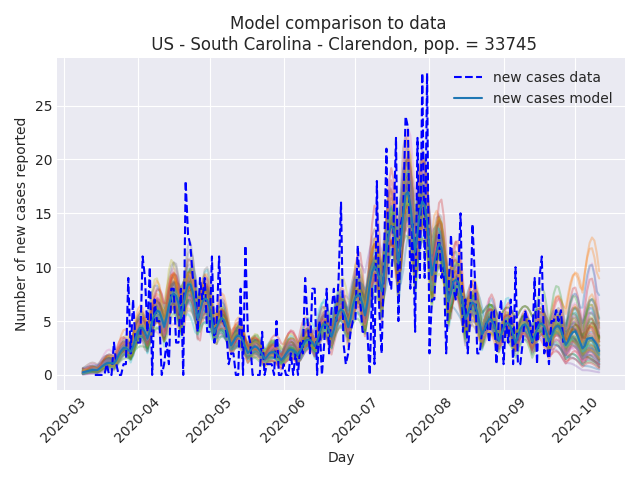 Model comparison to data
US - South Carolina - Clarendon, pop. = 33745
new cases data
new cases model
Number of new cases reported
25
20
15
10
5
0
2020-03
2020-04
2020-05
2020-06
2020-07
2020-08
2020-09
2020-10
Day